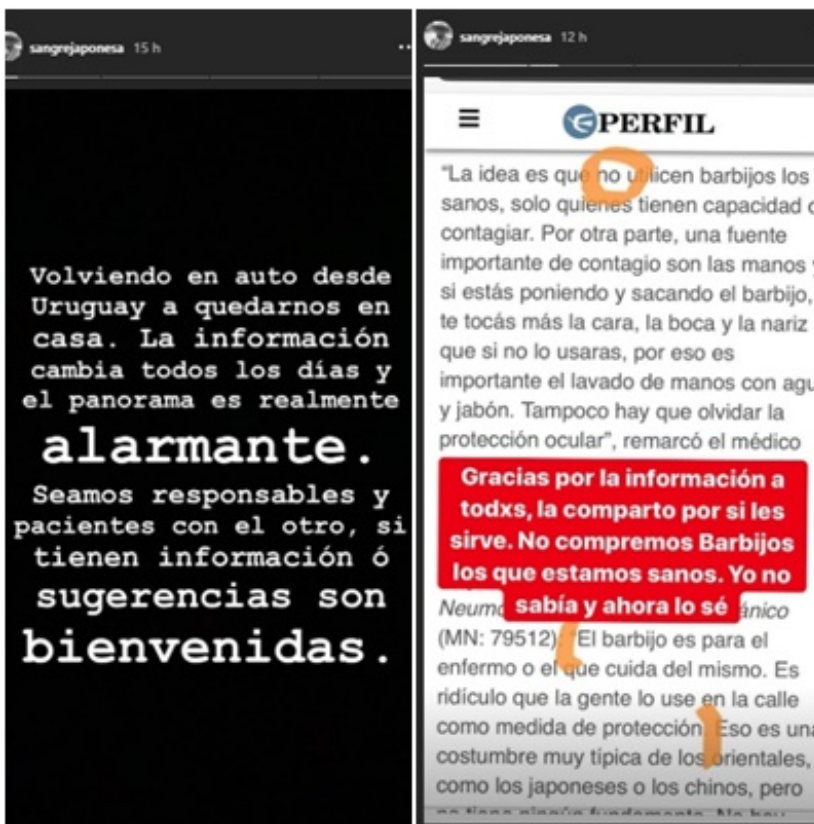 sangrejaponesa 15 h
Volviendo en auto desde
Uruguay a quedarnos en
casa. La información
cambia todos los días y
el panorama es realmente
alarmante.
Seamos responsables y
pacientes con el otro, si
tienen información ó
sugerencias son
bienvenidas.
sangrejaponesa 12 h
PERFIL
"La idea es que no utilicen barbijos los
sanos, solo quienes tienen capacidad
contagiar. Por otra parte, una fuente
importante de contagio son las manos
si estás poniendo y sacando el barbijo,
te tocás más la cara, la boca y la nariz
que si no lo usaras, por eso es
importante el lavado de manos con
y jabón. Tampoco hay que olvidar la
protección ocular", remarcó el médico
Gracias por la información a
todxs, la comparto por si les
sirve. No compremos Barbijos
los que estamos sanos. Yo no
sabía y ahora lo sé
(MN: 79512): "El barbijo es para el
enfermo o el que cuida del mismo. Es
ridículo que la gente lo use en la calle
como medida de protección. Eso es
costumbre muy típica de los orientales,
como los japoneses o los chinos, pero